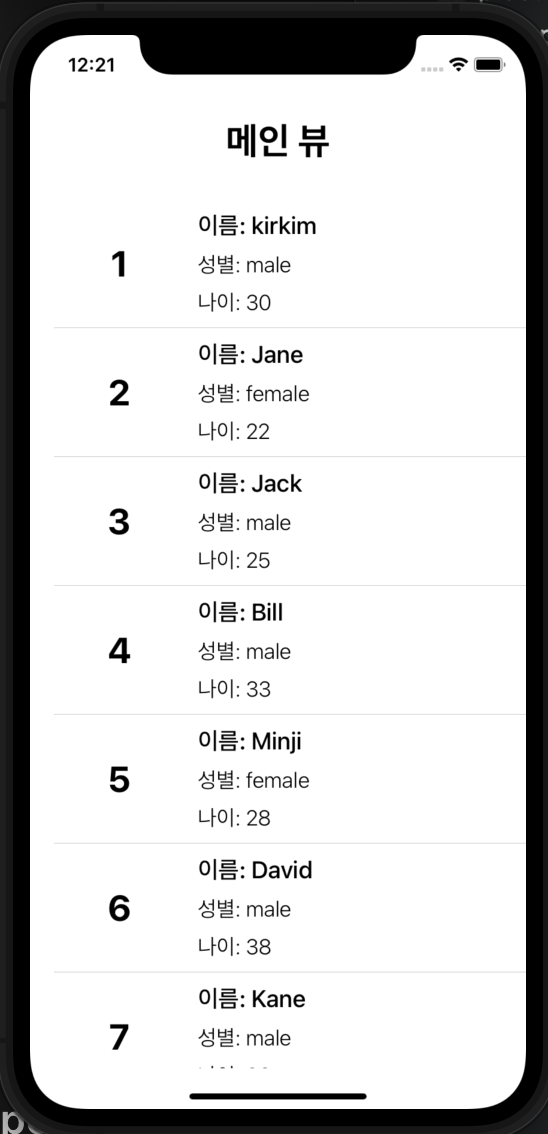 12:21
메인 뷰
1
이름: kirkim
성별: male
나이: 30
2
이름: Jane
성별: female
나이: 22
3
이름: Jack
성별: male
나이: 25
4
이름: Bill
성별: male
나이: 33
5
이름: Minji
성별: female
나이: 28
6
이름: David
성별: male
나이: 38
7
이름: Kane
성별: male